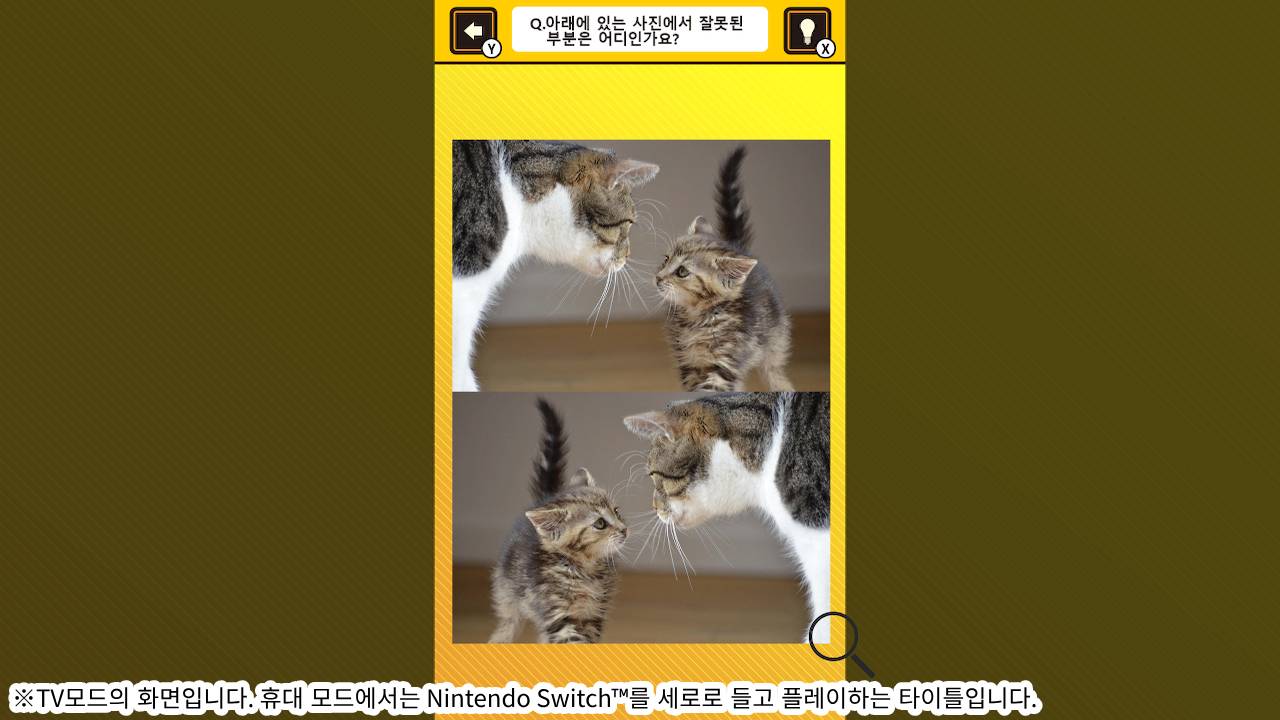 Q.아래에 있는 사진에서 잘못된
부분은 어디인가요?
Y
X
※TV모드의 화면입니다. 휴대 모드에서는 Nintendo Switch™를 세로로 들고 플레이하는 타이틀입니다.